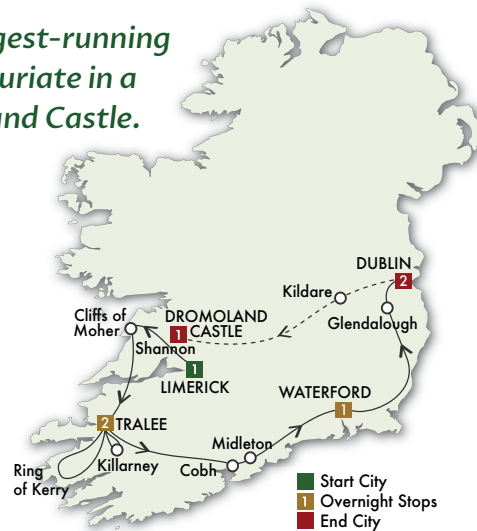 gest-running
uriate in a
nd Castle.
DUBLIN
2
Kildare
Glendalough
Cliffs of
Moher
DROMOLAND
CASTLE
1
Shannon
1
LIMERICK
WATERFORD
1
2 TRALEE
Killarney
Ring
of Kerry
Midleton
Cobh
Start City
1 Overnight Stops
End City